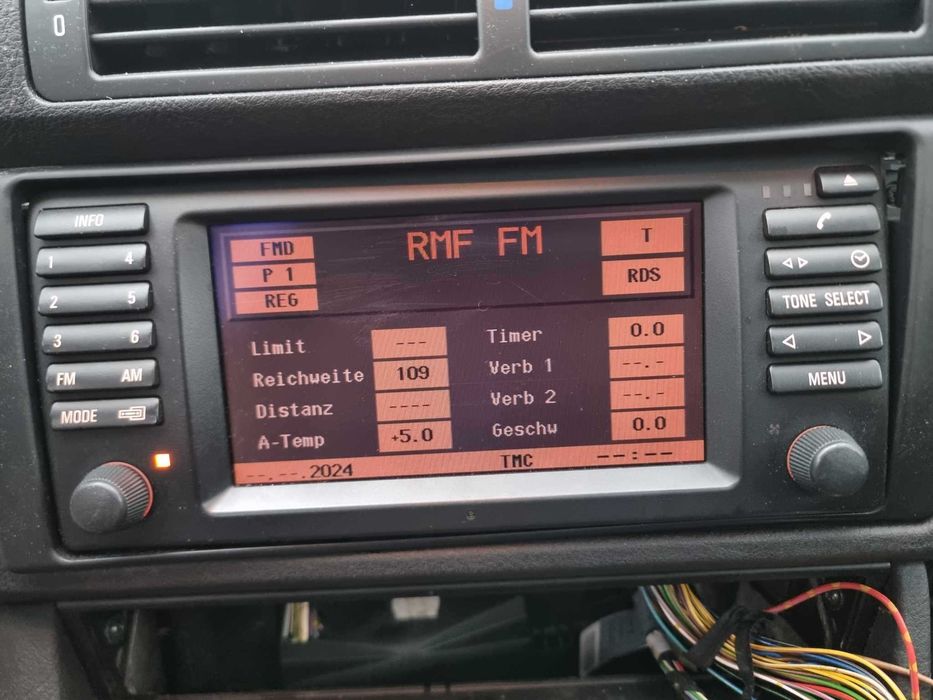 0
INFO
1 4
2 5
3 6
FM AM
MODE
FMD
P 1
REG
RMF FM
T
RDS
Limit ---
Reichweite 109
Distanz ----
A-Temp +5.0
Timer 0.0
Verb 1 --.-
Verb 2 --.-
Geschw 0.0
--.--.2024 TMC --:--
TONE SELECT
MENU